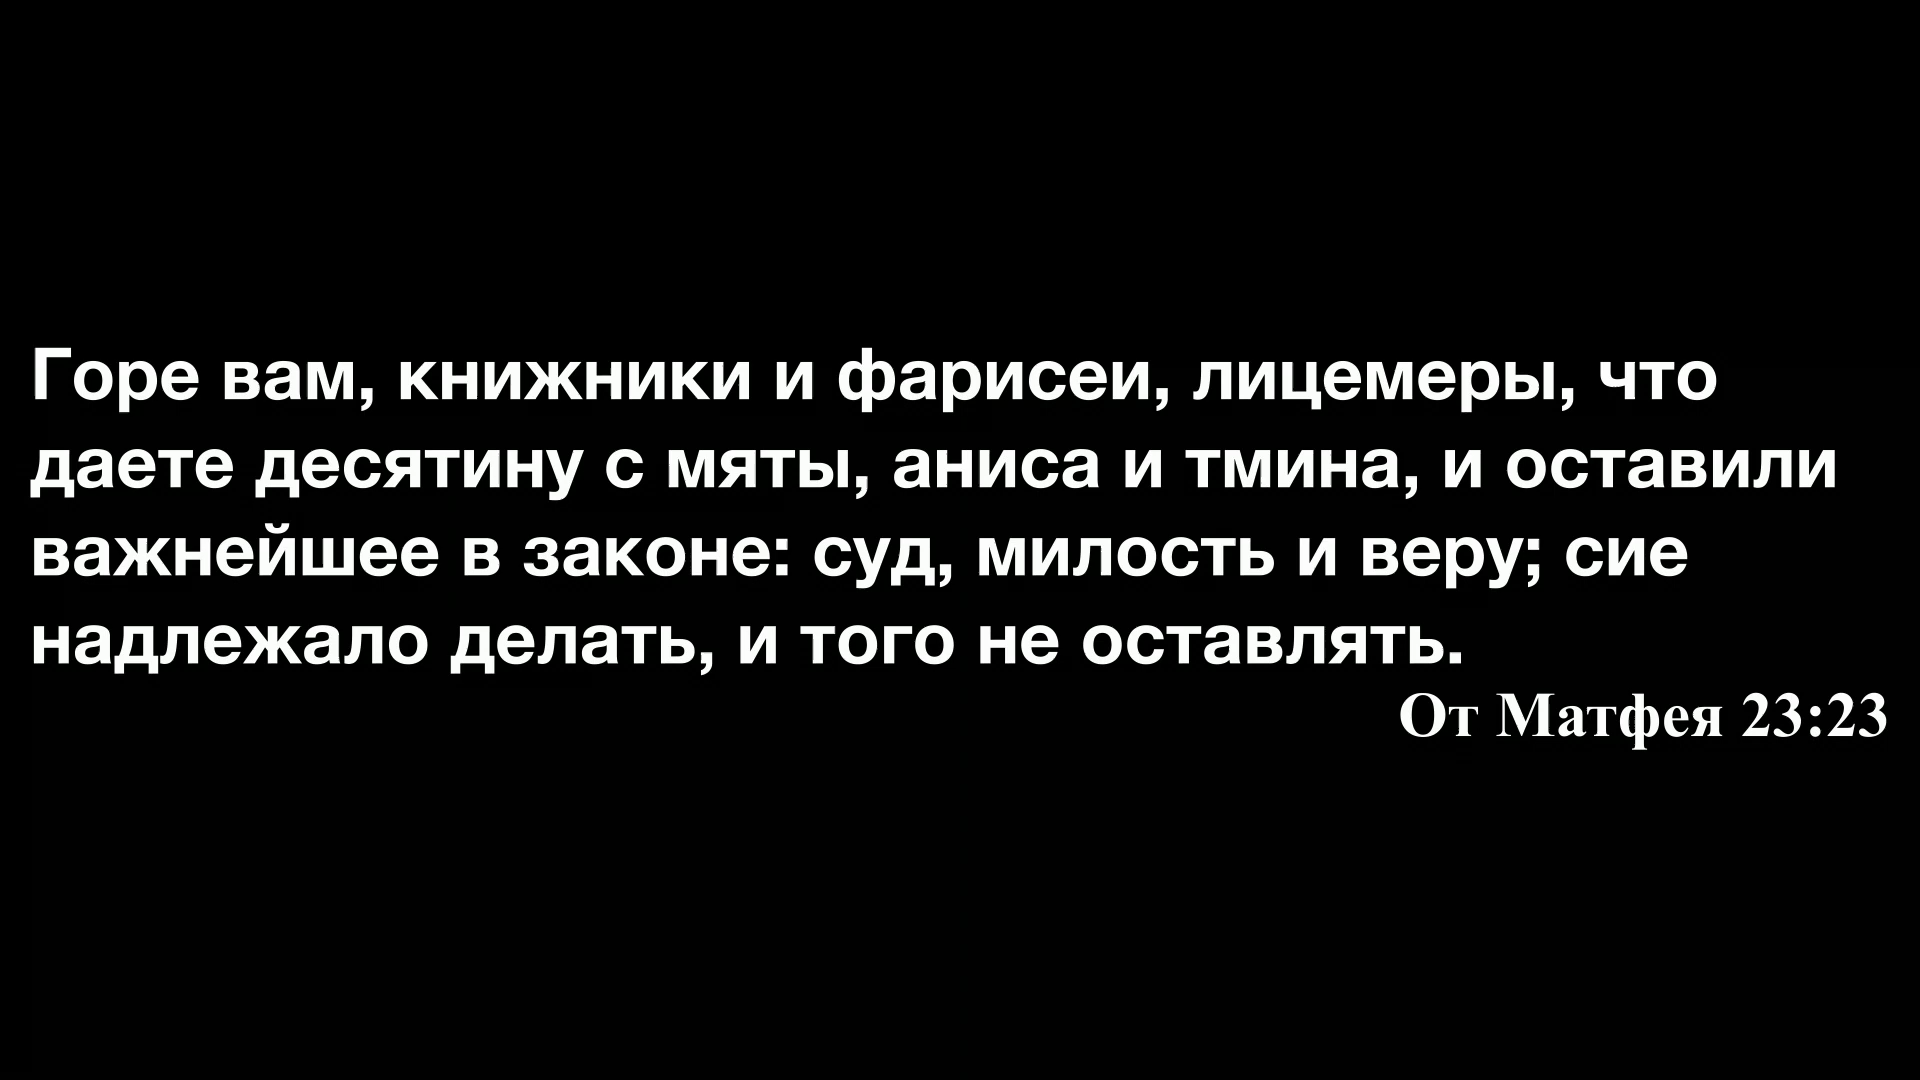 Горе вам, книжники и фарисеи, лицемеры, что
даете десятину с мяты, аниса и тмина, и оставили
важнейшее в законе: суд, милость и веру; сие
надлежало делать, и того не оставлять.
От Матфея 23:23